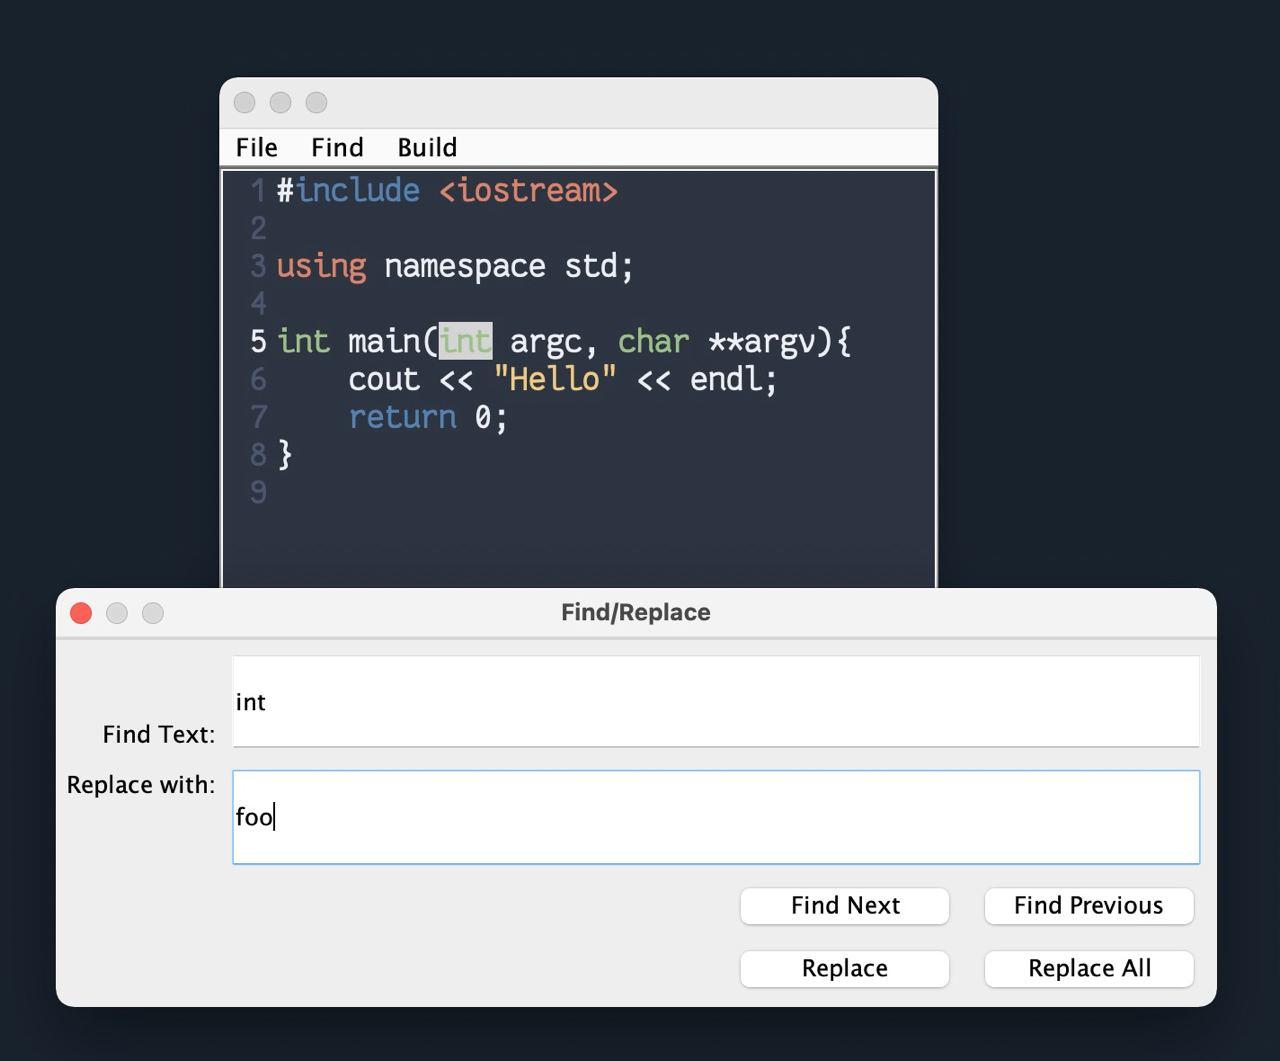 File Find Build
1 #include <iostream>
2
3 using namespace std;
4
5 int main(int argc, char **argv){
6     cout << "Hello" << endl;
7     return 0;
8 }
9
Find/Replace
Find Text: int
Replace with: foo
Find Next Find Previous
Replace Replace All